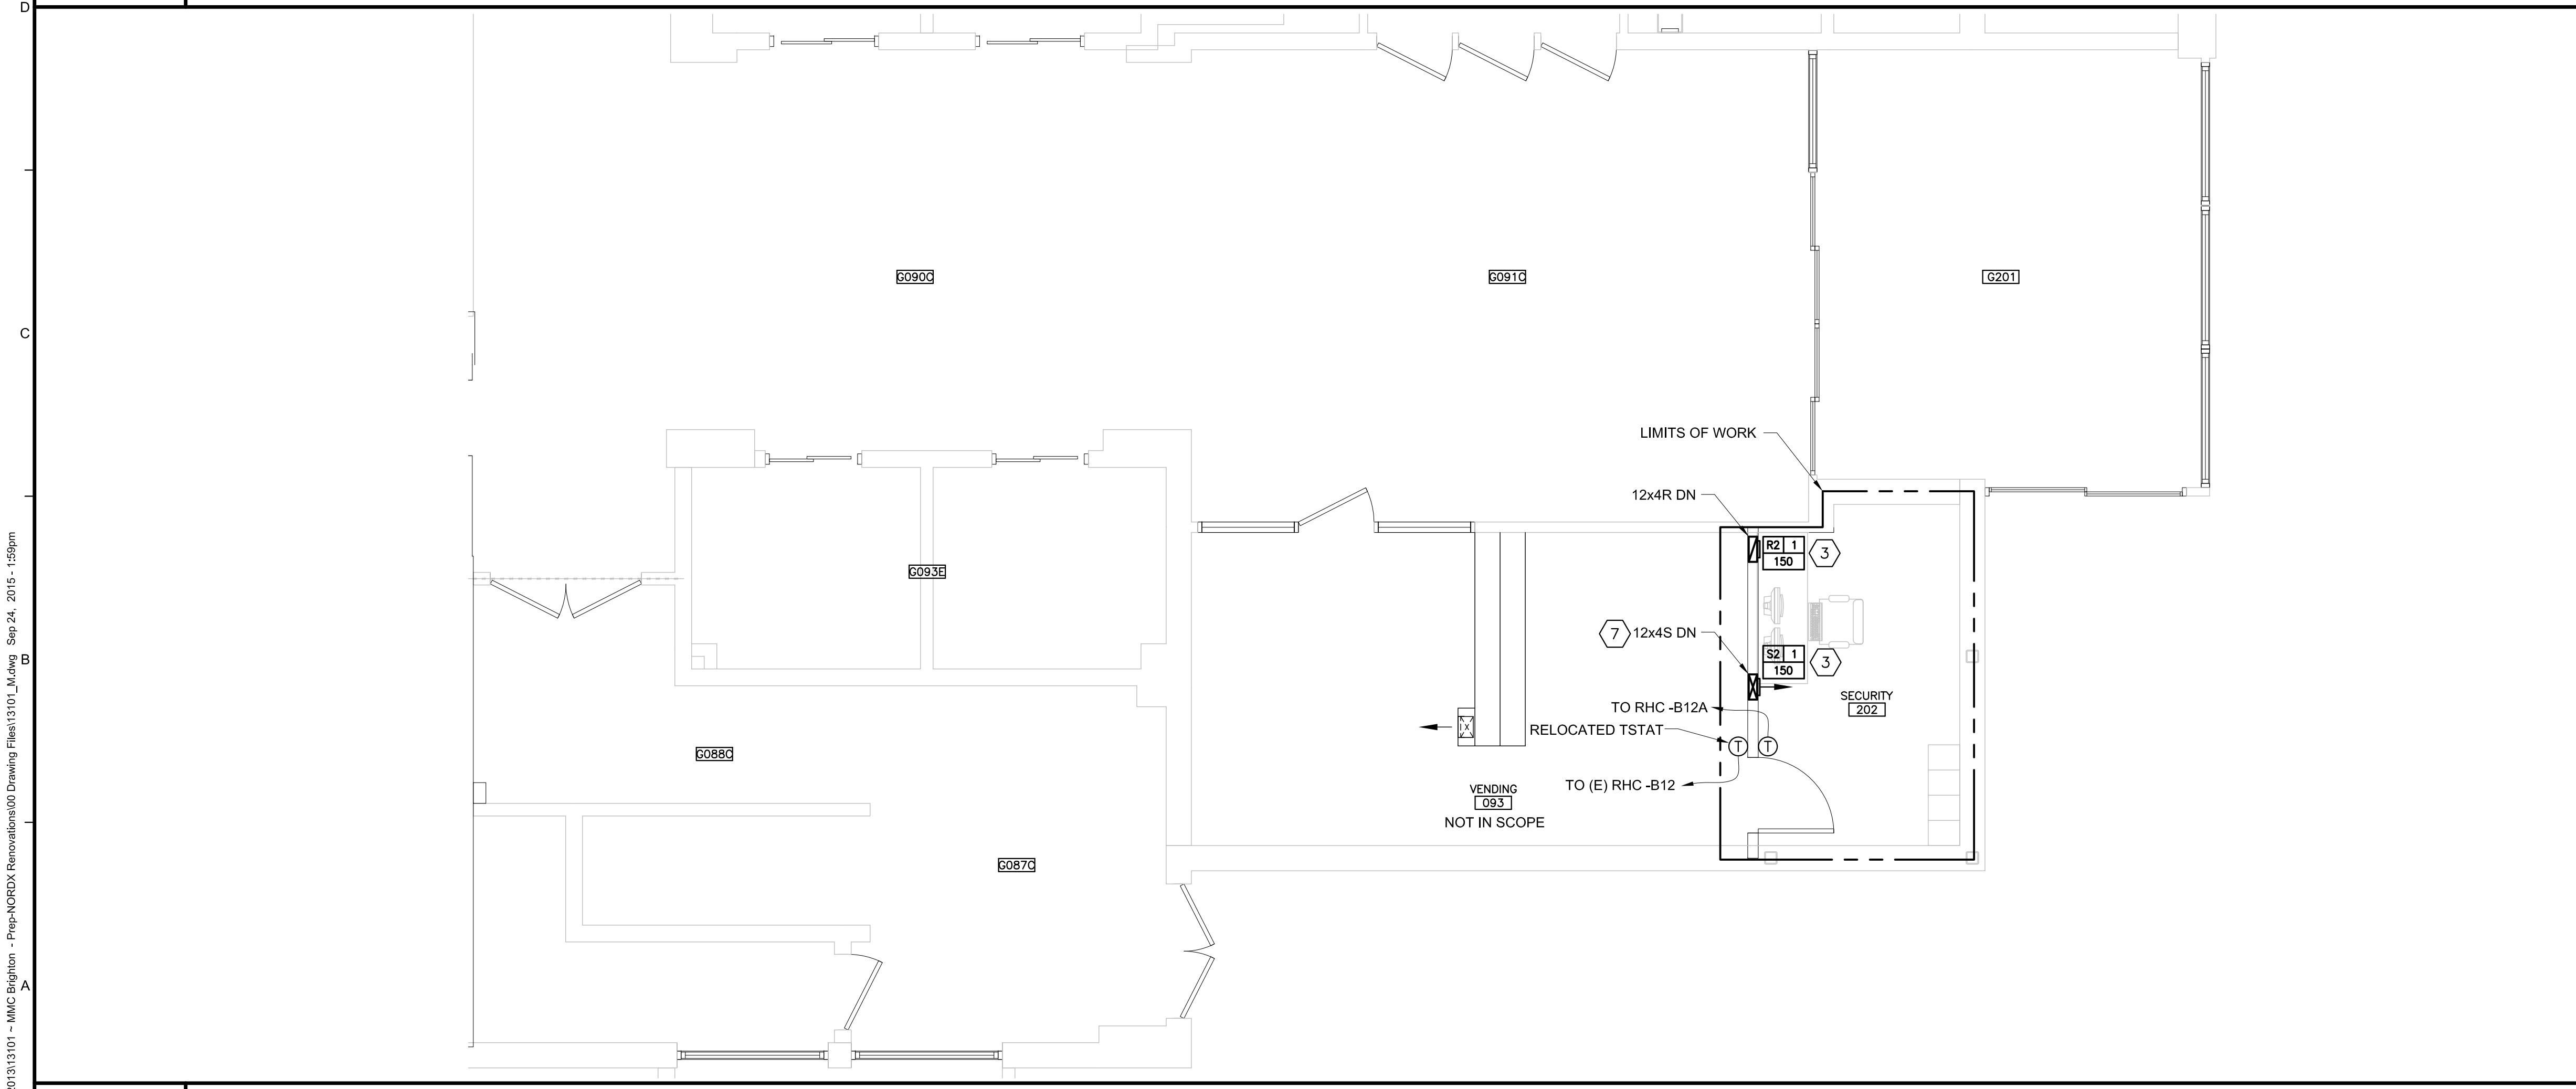 D
C
B
A
G090C
G091C
G201
LIMITS OF WORK
12x4R DN
R2 1
150
3
G093E
7 12x4S DN
S2 1
150
3
SECURITY
202
TO RHC -B12A
RELOCATED TSTAT
T T
G088C
TO (E) RHC -B12
VENDING
093
NOT IN SCOPE
G087C
2013\13101 ~ MMC Brighton - Prep-NORDX Renovations\00 Drawing Files\13101_M.dwg Sep 24, 2015 - 1:59pm